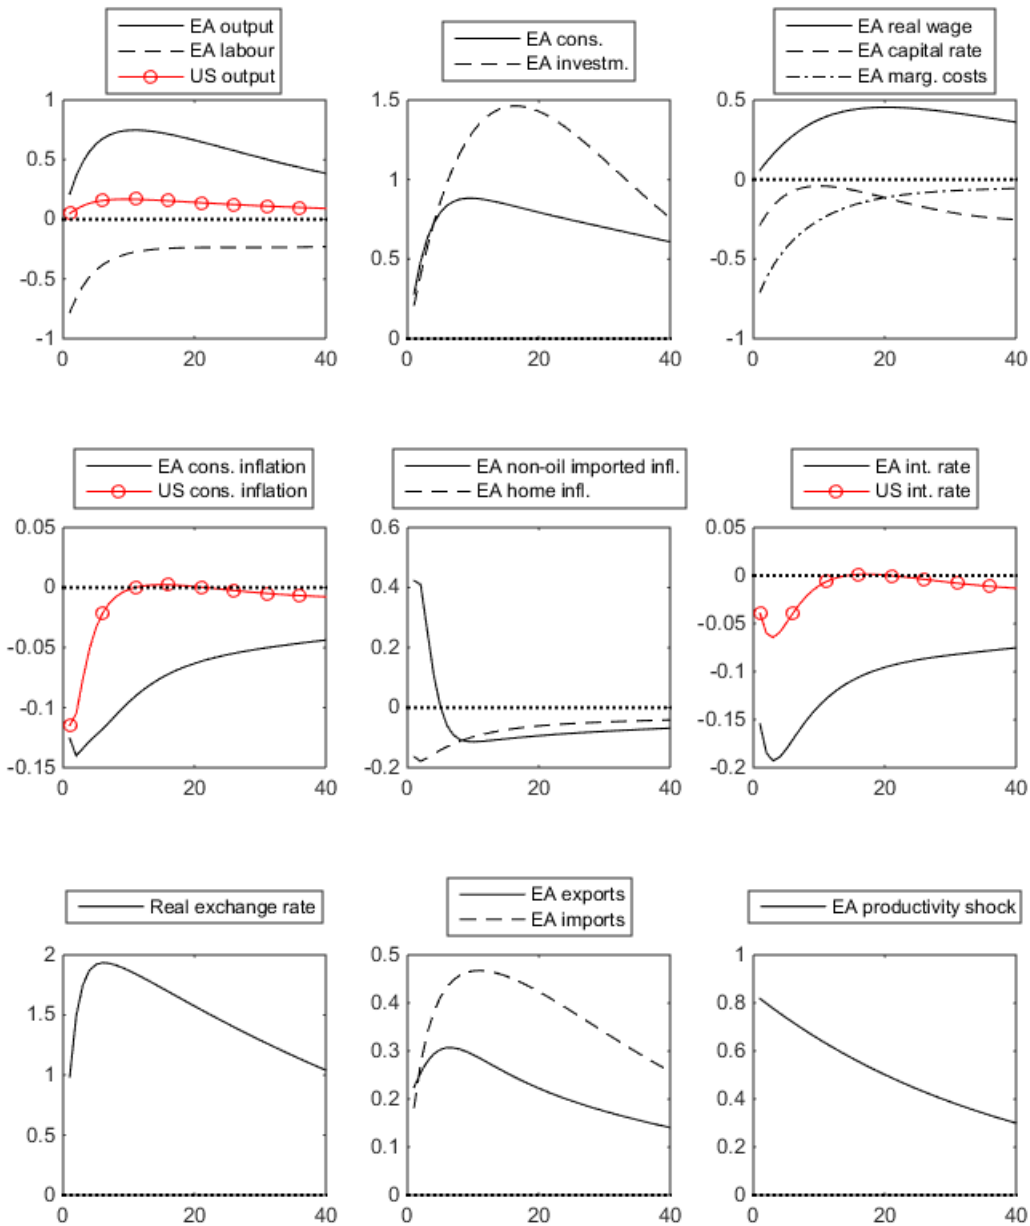 EA output
EA labour
US output
EA cons.
EA investm.
EA real wage
EA capital rate
EA marg. costs
1
0.5
0
-0.5
-1
0 20 40
1.5
1
0.5
0
0 20 40
0.5
0
-0.5
-1
0 20 40
EA cons. inflation
US cons. inflation
EA non-oil imported infl.
EA home infl.
EA int. rate
US int. rate
0.05
0
-0.05
-0.1
-0.15
0 20 40
0.6
0.4
0.2
0
-0.2
0 20 40
0.05
0
-0.05
-0.1
-0.15
-0.2
0 20 40
Real exchange rate
EA exports
EA imports
EA productivity shock
2
1.5
1
0.5
0
0 20 40
0.5
0.4
0.3
0.2
0.1
0
0 20 40
1
0.8
0.6
0.4
0.2
0
0 20 40